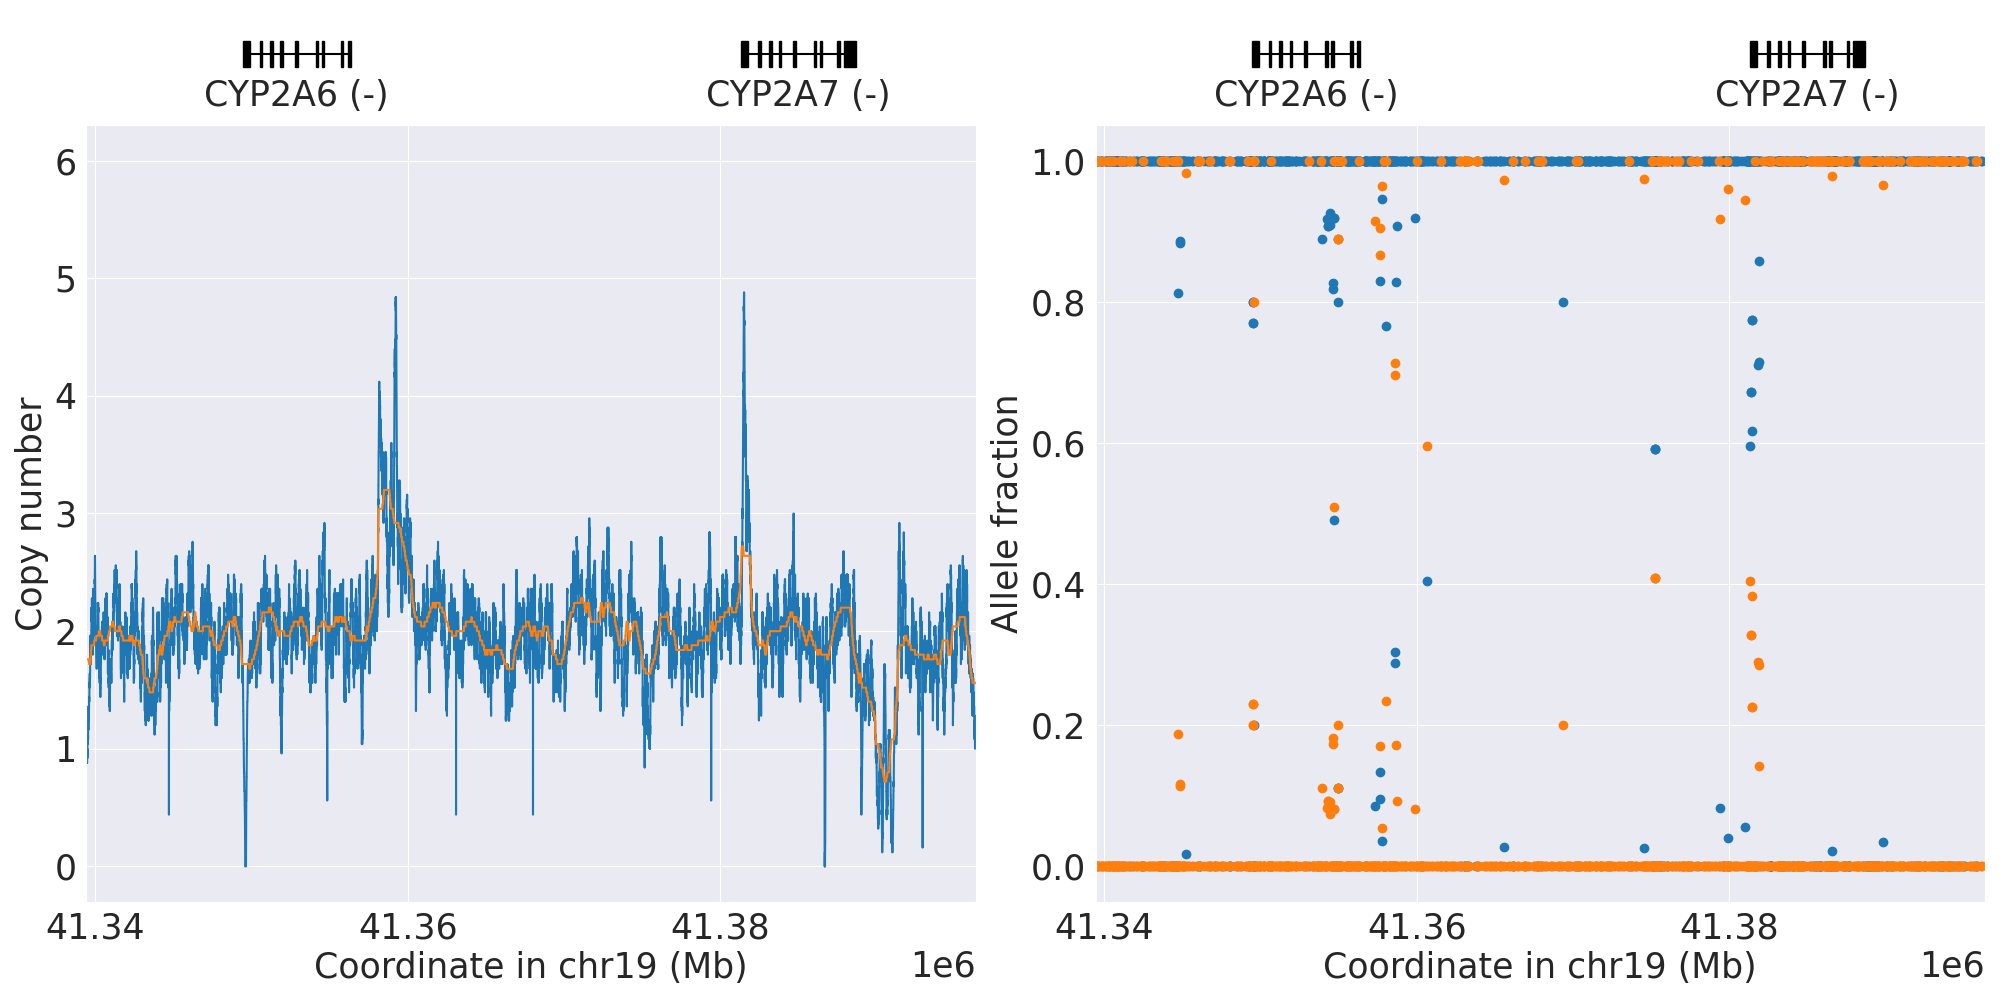 CYP2A6 (-)
CYP2A7 (-)
6
5
4
3
2
1
0
Copy number
41.34
41.36
41.38
Coordinate in chr19 (Mb)
1e6
CYP2A6 (-)
CYP2A7 (-)
1.0
0.8
0.6
0.4
0.2
0.0
Allele fraction
41.34
41.36
41.38
Coordinate in chr19 (Mb)
1e6